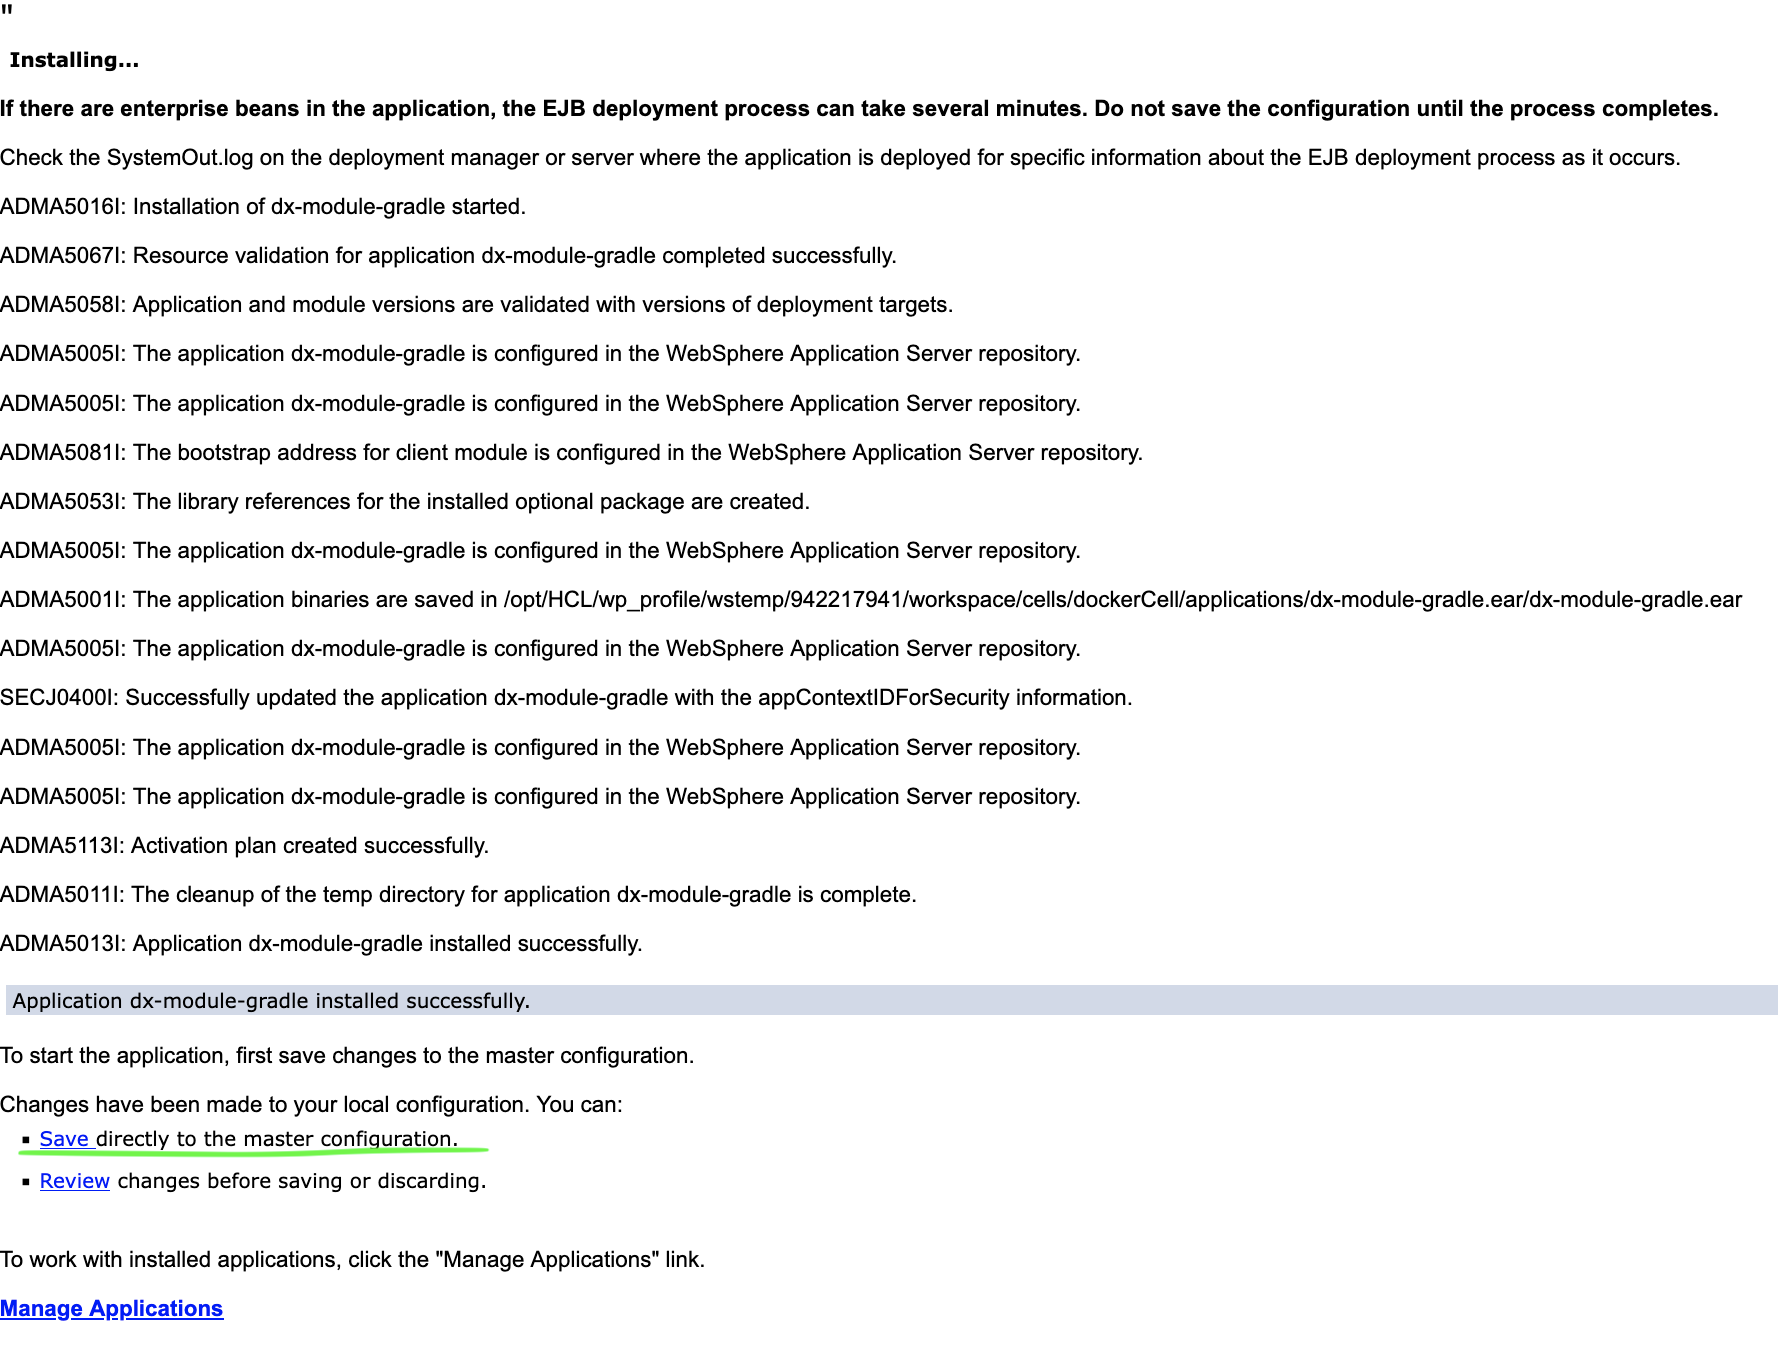 "
Installing...
If there are enterprise beans in the application, the EJB deployment process can take several minutes. Do not save the configuration until the process completes.
Check the SystemOut.log on the deployment manager or server where the application is deployed for specific information about the EJB deployment process as it occurs.
ADMA5016I: Installation of dx-module-gradle started.
ADMA5067I: Resource validation for application dx-module-gradle completed successfully.
ADMA5058I: Application and module versions are validated with versions of deployment targets.
ADMA5005I: The application dx-module-gradle is configured in the WebSphere Application Server repository.
ADMA5005I: The application dx-module-gradle is configured in the WebSphere Application Server repository.
ADMA5081I: The bootstrap address for client module is configured in the WebSphere Application Server repository.
ADMA5053I: The library references for the installed optional package are created.
ADMA5005I: The application dx-module-gradle is configured in the WebSphere Application Server repository.
ADMA5001I: The application binaries are saved in /opt/HCL/wp_profile/wstemp/942217941/workspace/cells/dockerCell/applications/dx-module-gradle.ear/dx-module-gradle.ear
ADMA5005I: The application dx-module-gradle is configured in the WebSphere Application Server repository.
SECJ0400I: Successfully updated the application dx-module-gradle with the appContextIDForSecurity information.
ADMA5005I: The application dx-module-gradle is configured in the WebSphere Application Server repository.
ADMA5005I: The application dx-module-gradle is configured in the WebSphere Application Server repository.
ADMA5113I: Activation plan created successfully.
ADMA5011I: The cleanup of the temp directory for application dx-module-gradle is complete.
ADMA5013I: Application dx-module-gradle installed successfully.
Application dx-module-gradle installed successfully.
To start the application, first save changes to the master configuration.
Changes have been made to your local configuration. You can:
▪ Save directly to the master configuration.
▪ Review changes before saving or discarding.
To work with installed applications, click the "Manage Applications" link.
Manage Applications